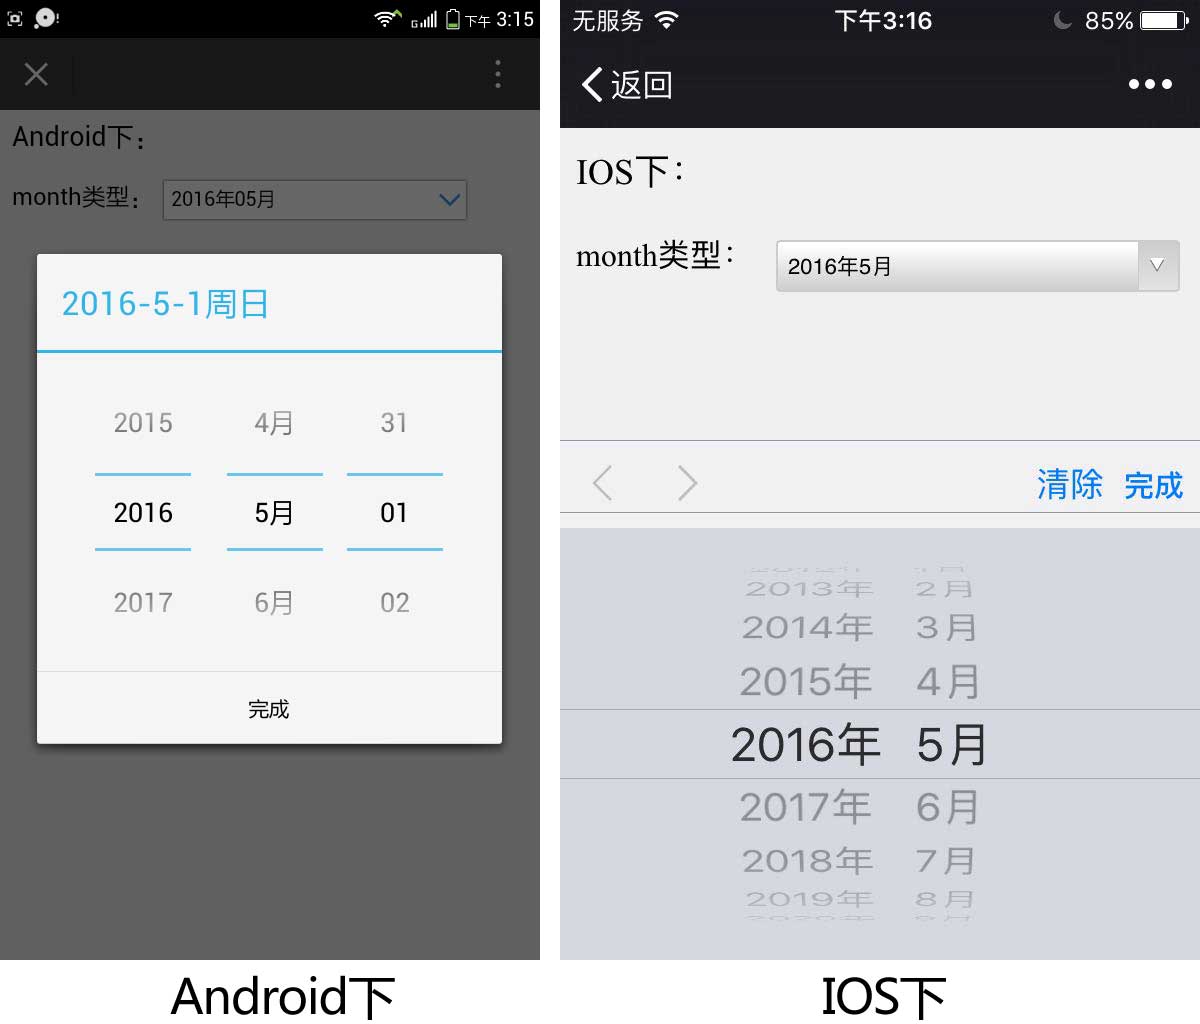 下午 3:15
Android下：
month类型： 2016年05月
2016-5-1周日
2015 4月 31
2016 5月 01
2017 6月 02
完成
Android下
无服务 下午3:16 85%
返回
IOS下：
month类型： 2016年5月
清除 完成
2013年 2月
2014年 3月
2015年 4月
2016年 5月
2017年 6月
2018年 7月
2019年 8月
IOS下